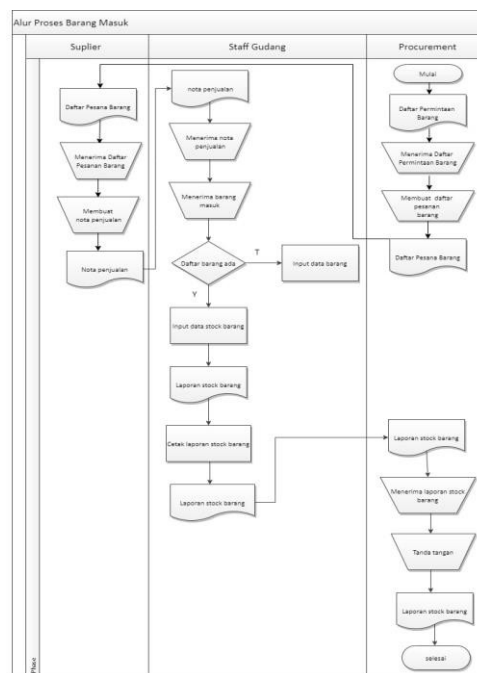 Alur Proses Barang Masuk
Suplier
Staff Gudang
Procurement
Mulai
Daftar Permintaan
Barang
Menerima Daftar
Permintaan Barang
Membuat daftar
pesanan
barang
Daftar Pesana Barang
Daftar Pesana Barang
Menerima Daftar
Pesanan Barang
Membuat
nota penjualan
Nota penjualan
nota penjualan
Menerima note
penjualan
Menerima barang
masuk
Daftar barang ada
T
Input data barang
Y
Input data stock barang
Laporan stock barang
Cetak laporan stock barang
Laporan stock barang
Laporan stock barang
Menerima laporan stock
barang
Tanda tangan
Laporan stock barang
selesai
Phase